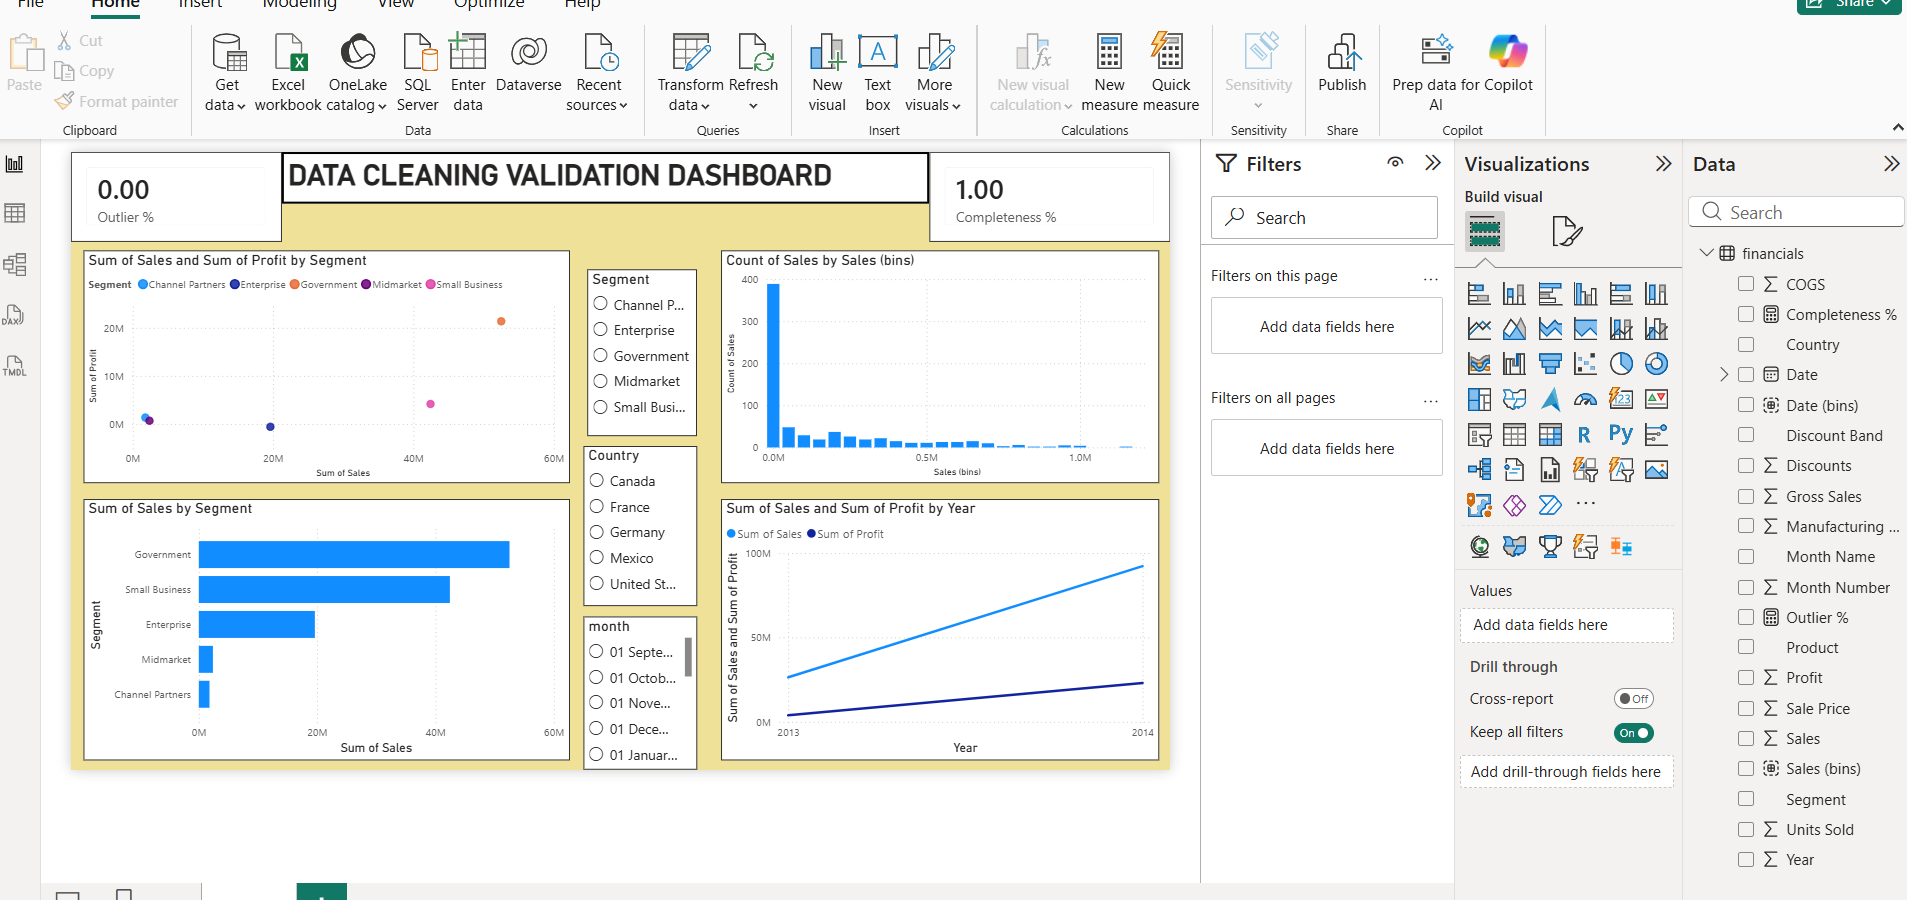 File Home Insert Modeling View Optimize Help Share
Paste
Cut
Copy
Format painter
Clipboard
Get data
Excel workbook
OneLake catalog
SQL Server
Enter data
Dataverse
Recent sources
Data
Transform data
Refresh
Queries
New visual
Text box
More visuals
Insert
New visual calculation
New measure
Quick measure
Calculations
Sensitivity
Sensitivity
Publish
Share
Prep data for AI
Copilot
Copilot
DAX
TMDL
0.00
Outlier %
DATA CLEANING VALIDATION DASHBOARD
1.00
Completeness %
Sum of Sales and Sum of Profit by Segment
Segment Channel Partners Enterprise Government Midmarket Small Business
Sum of Profit
20M
10M
0M
0M 20M 40M 60M
Sum of Sales
Segment
Channel P...
Enterprise
Government
Midmarket
Small Busi...
Count of Sales by Sales (bins)
Count of Sales
400
300
200
100
0
0.0M 0.5M 1.0M
Sales (bins)
Country
Canada
France
Germany
Mexico
United St...
Sum of Sales by Segment
Segment
Government
Small Business
Enterprise
Midmarket
Channel Partners
0M 20M 40M 60M
Sum of Sales
month
01 Septe...
01 Octob...
01 Nove...
01 Dece...
01 Januar...
Sum of Sales and Sum of Profit by Year
Sum of Sales Sum of Profit
Sum of Sales and Sum of Profit
100M
50M
0M
2013 2014
Year
Filters
Search
Filters on this page ...
Add data fields here
Filters on all pages ...
Add data fields here
Visualizations
Build visual
123
R
Py
...
Values
Add data fields here
Drill through
Cross-report Off
Keep all filters On
Add drill-through fields here
Data
Search
financials
COGS
Completeness %
Country
Date
Date (bins)
Discount Band
Discounts
Gross Sales
Manufacturing ...
Month Name
Month Number
Outlier %
Product
Profit
Sale Price
Sales
Sales (bins)
Segment
Units Sold
Year